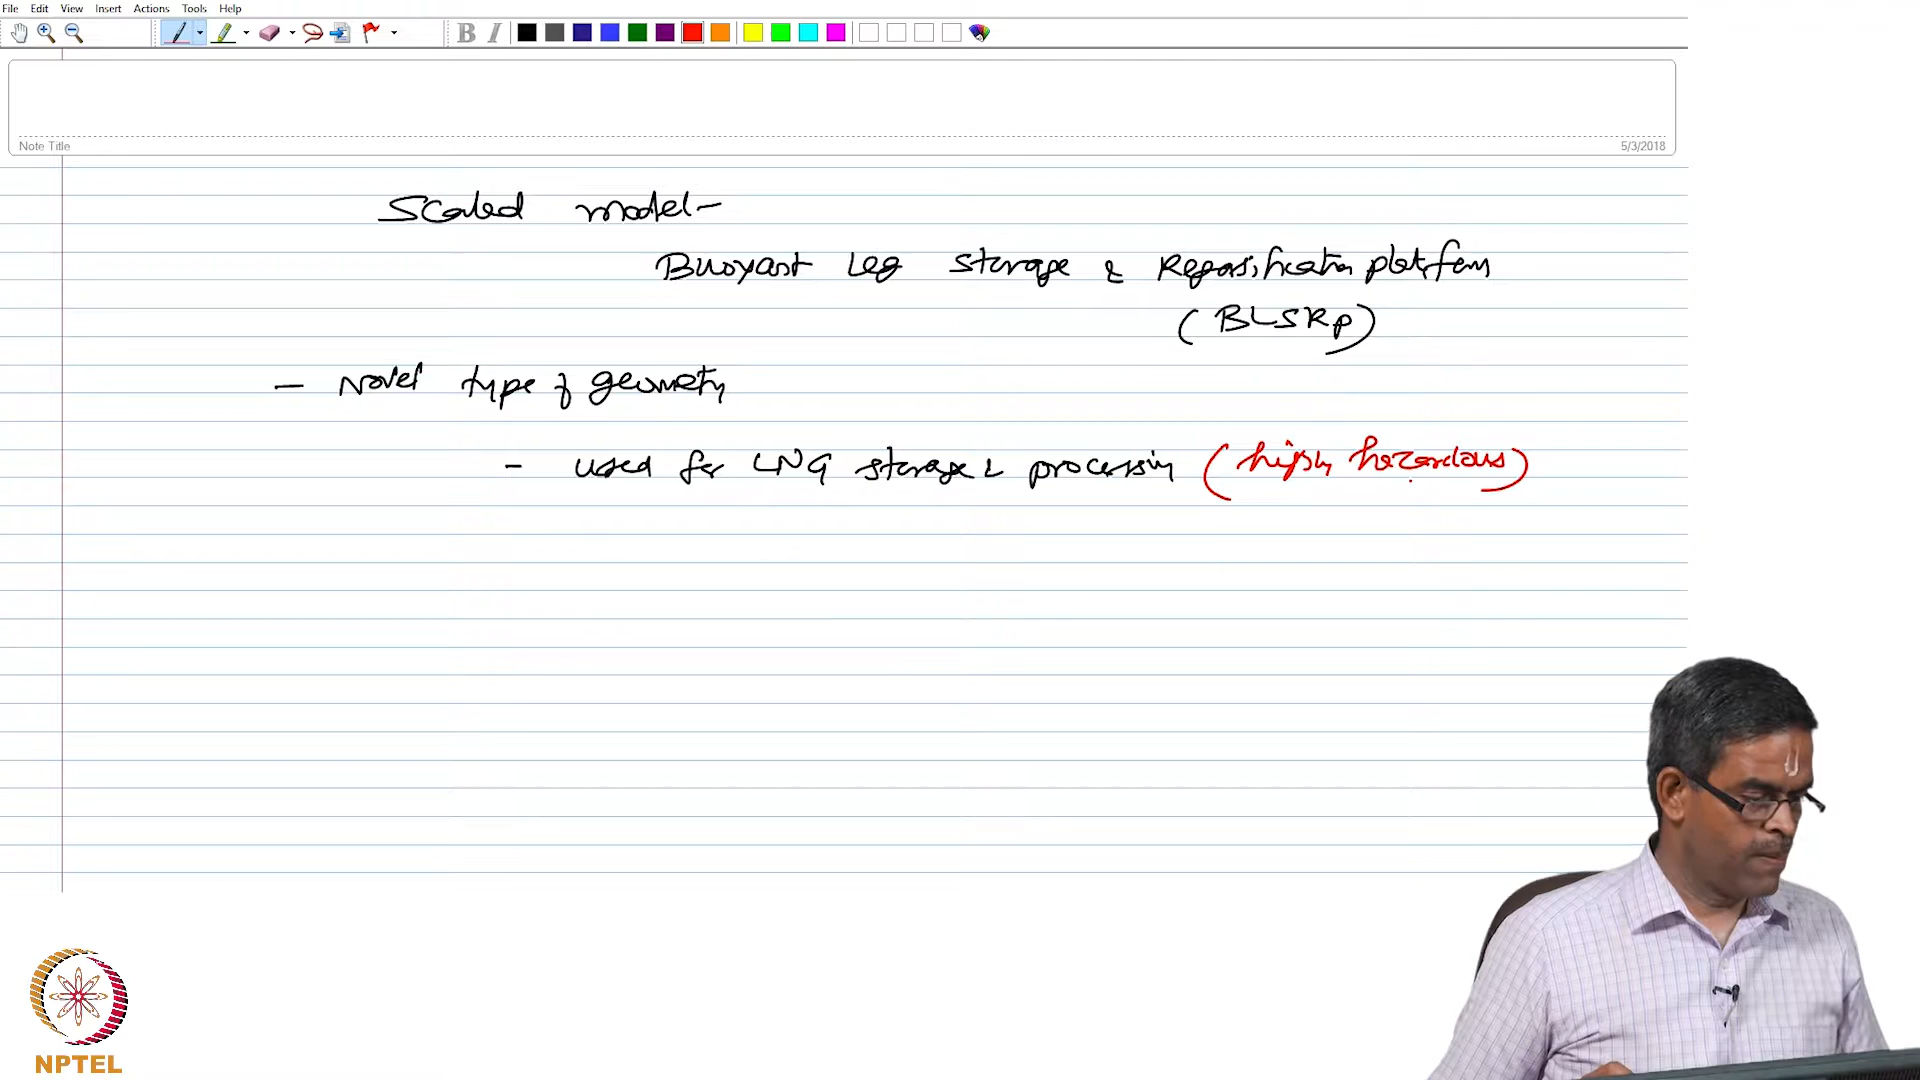 File Edit View Insert Actions Tools Help
B I
Note Title
5/3/2018
Scaled model-
Buoyant Leg Storage & Regassification platform
(BLSRP)
- Novel type of geometry
- used for LNG storage & processing (highly hazardous)
NPTEL